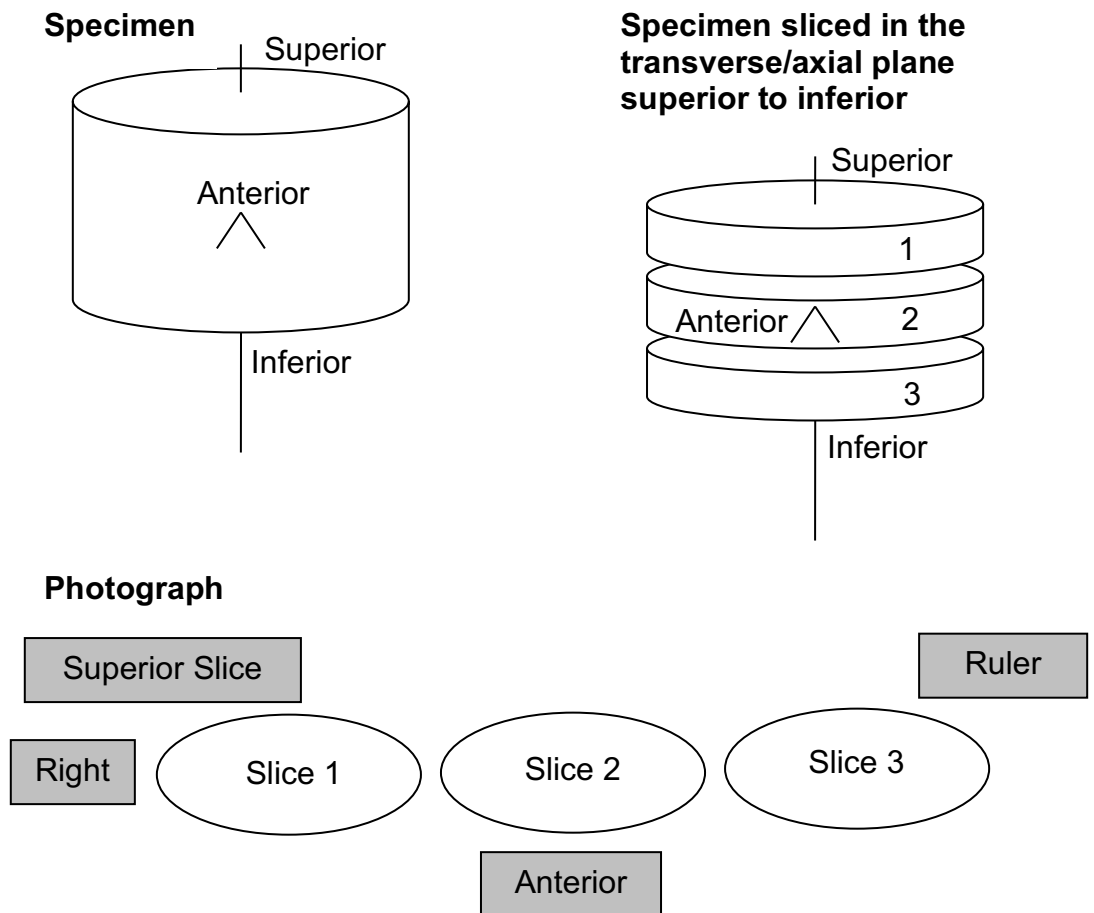 Specimen
Superior
Anterior
Inferior
Specimen sliced in the
transverse/axial plane
superior to inferior
Superior
1
Anterior
2
3
Inferior
Photograph
Superior Slice
Ruler
Right
Slice 1
Slice 2
Slice 3
Anterior